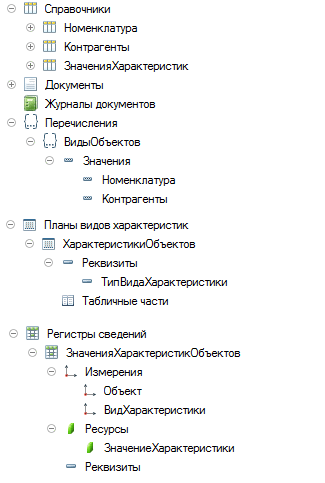 Справочники
Номенклатура
Контрагенты
ЗначенияХарактеристик
Документы
Журналы документов
Перечисления
ВидыОбъектов
Значения
Номенклатура
Контрагенты
Планы видов характеристик
ХарактеристикиОбъектов
Реквизиты
ТипВидаХарактеристики
Табличные части
Регистры сведений
ЗначенияХарактеристикОбъектов
Измерения
Объект
ВидХарактеристики
Ресурсы
ЗначениеХарактеристики
Реквизиты